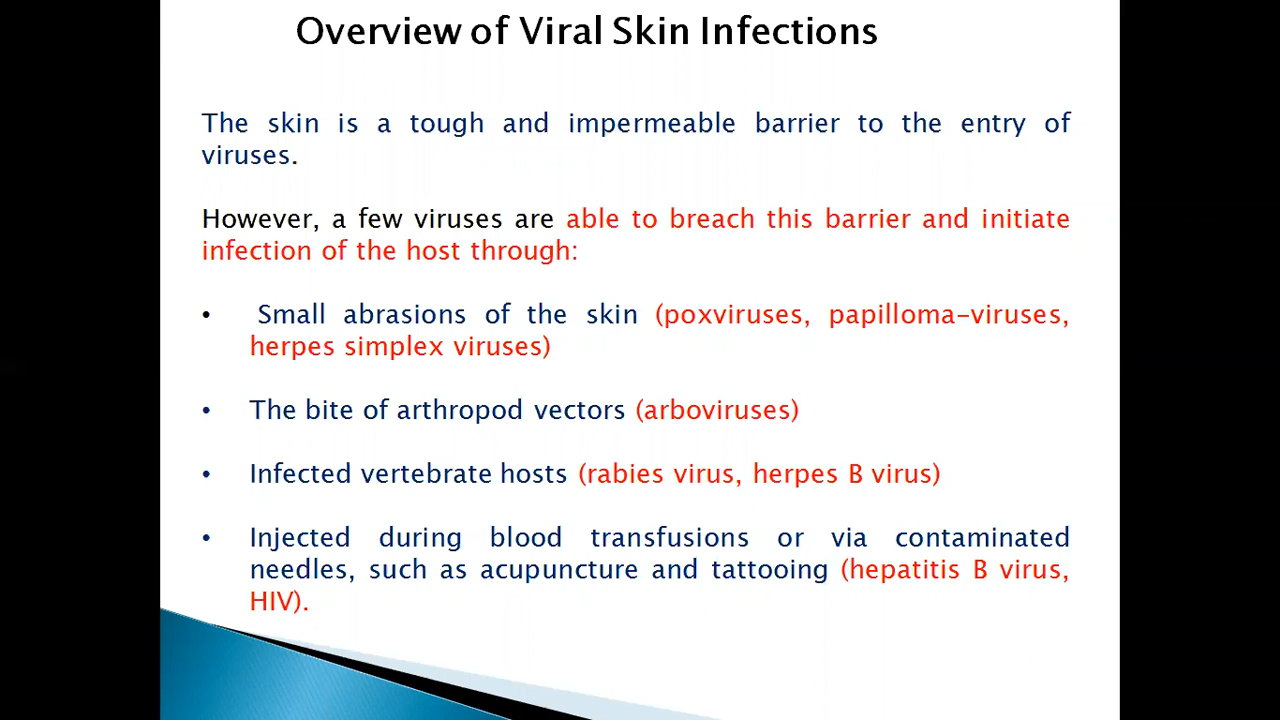 Overview of Viral Skin Infections
The skin is a tough and impermeable barrier to the entry of
viruses.
However, a few viruses are able to breach this barrier and initiate
infection of the host through:
• Small abrasions of the skin (poxviruses, papilloma-viruses,
herpes simplex viruses)
• The bite of arthropod vectors (arboviruses)
• Infected vertebrate hosts (rabies virus, herpes B virus)
• Injected during blood transfusions or via contaminated
needles, such as acupuncture and tattooing (hepatitis B virus,
HIV).